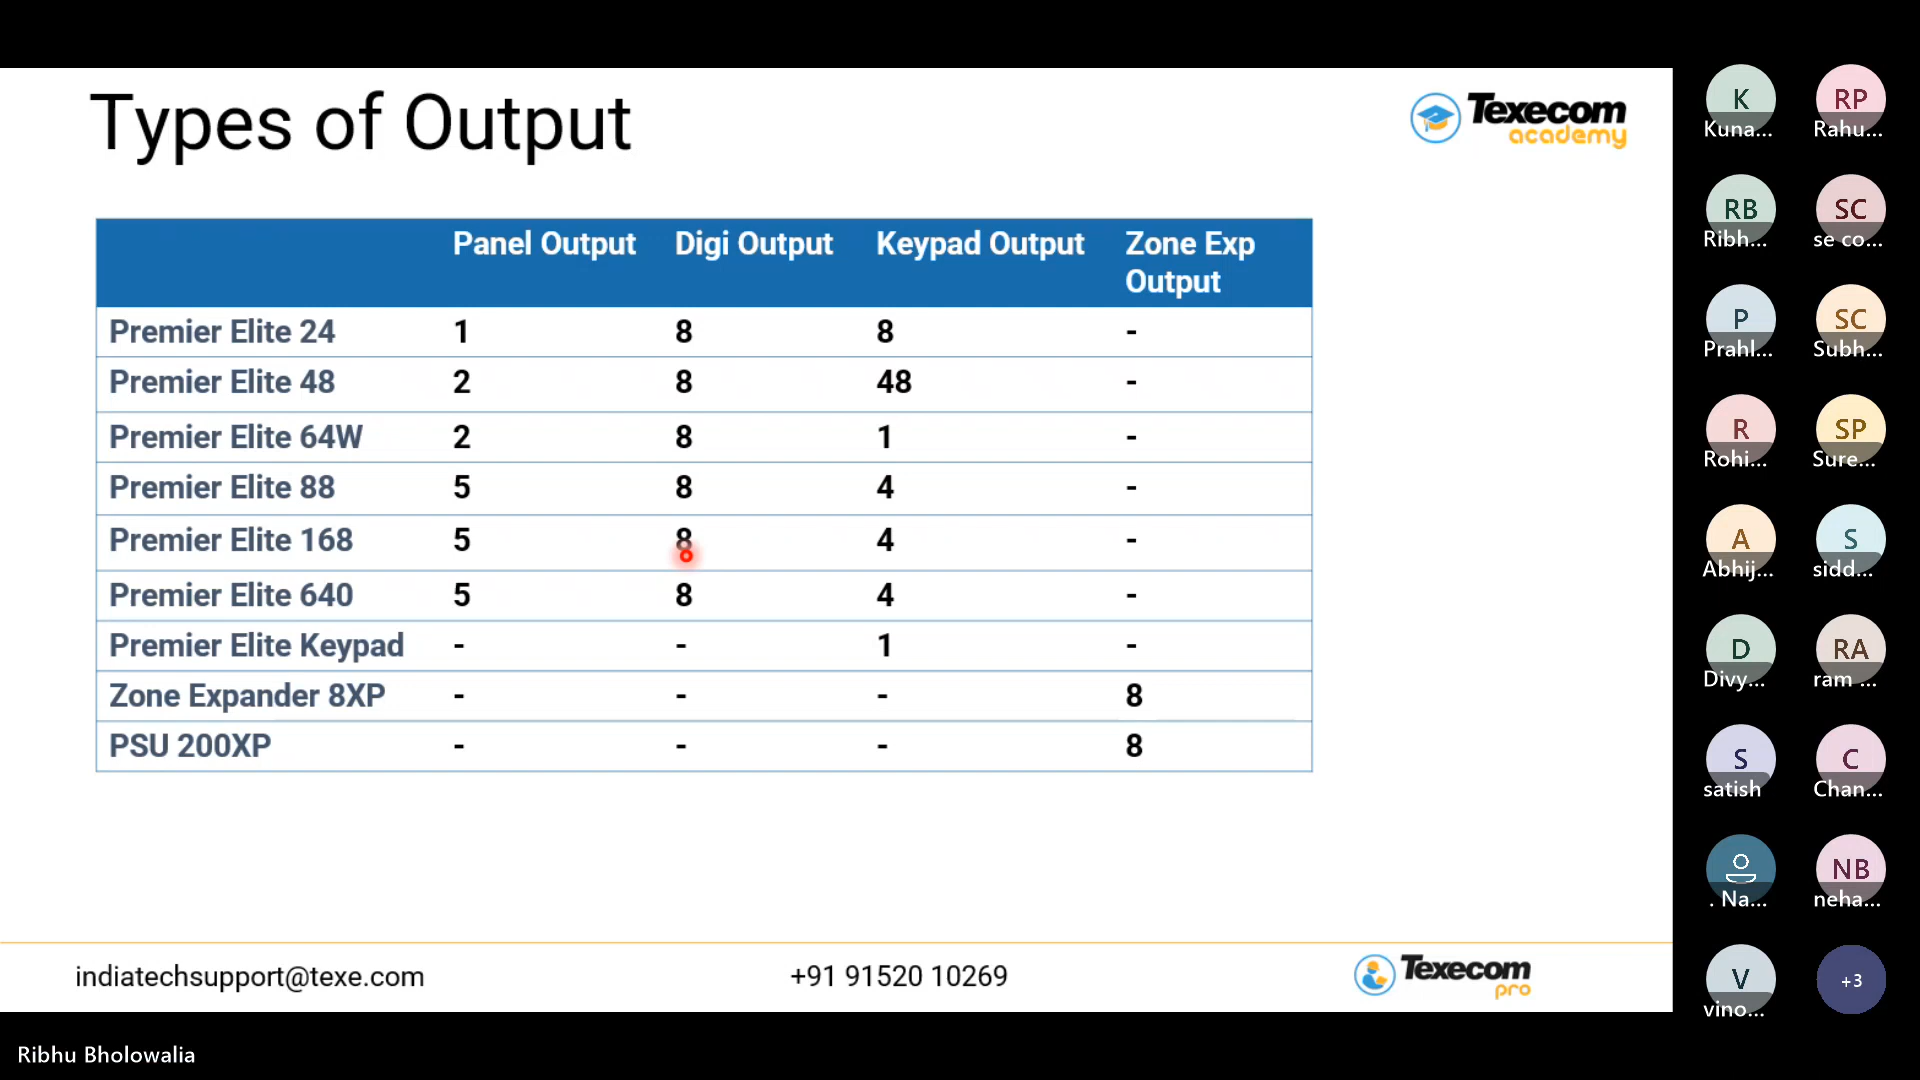 Types of Output
Texecom
academy
Panel Output Digi Output Keypad Output Zone Exp Output
Premier Elite 24 1 8 8 -
Premier Elite 48 2 8 48 -
Premier Elite 64W 2 8 1 -
Premier Elite 88 5 8 4 -
Premier Elite 168 5 8 4 -
Premier Elite 640 5 8 4 -
Premier Elite Keypad - - 1 -
Zone Expander 8XP - - - 8
PSU 200XP - - - 8
indiatechsupport@texe.com +91 91520 10269 Texecom
pro
Ribhu Bholowalia
K RP
Kuna... Rahu...
RB SC
Ribh... se co...
P SC
Prahl... Subh...
R SP
Rohi... Sure...
A S
Abhij... sidd...
D RA
Divy... ram ...
S C
satish Chan...
NB
. Na... neha...
V +3
vino...